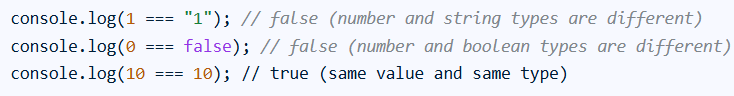 console.log(1 === "1"); // false (number and string types are different)
console.log(0 === false); // false (number and boolean types are different)
console.log(10 === 10); // true (same value and same type)